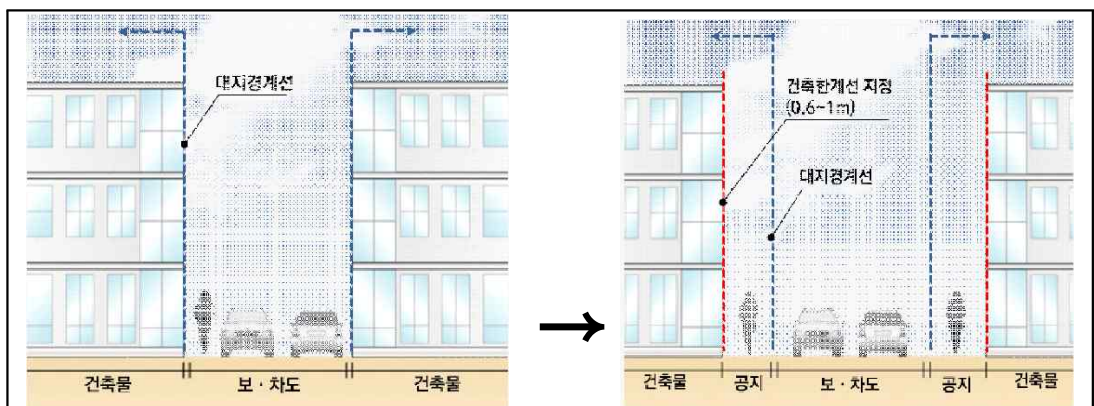 대지경계선
건축물
보·차도
건축물
건축한계선 지정
(0.6~1m)
대지경계선
건축물
공지
보·차도
공지
건축물